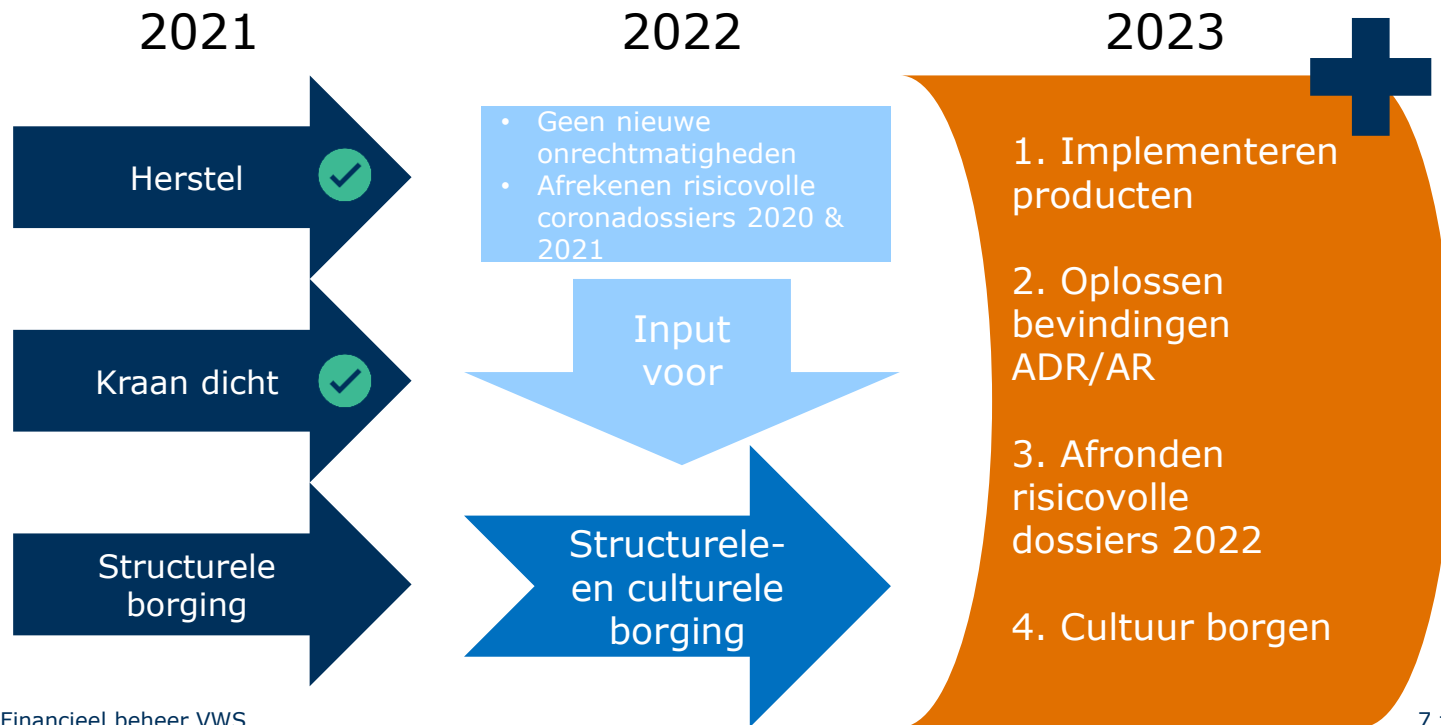 2021
2022
2023
Herstel
Kraan dicht
Structurele
borging
• Geen nieuwe
onrechtmatigheden
• Afrekenen risicovolle
coronadossiers 2020 &
2021
Input
voor
Structurele-
en culturele
borging
1. Implementeren
producten
2. Oplossen
bevindingen
ADR/AR
3. Afronden
risicovolle
dossiers 2022
4. Cultuur borgen
Financieel beheer VWS
7